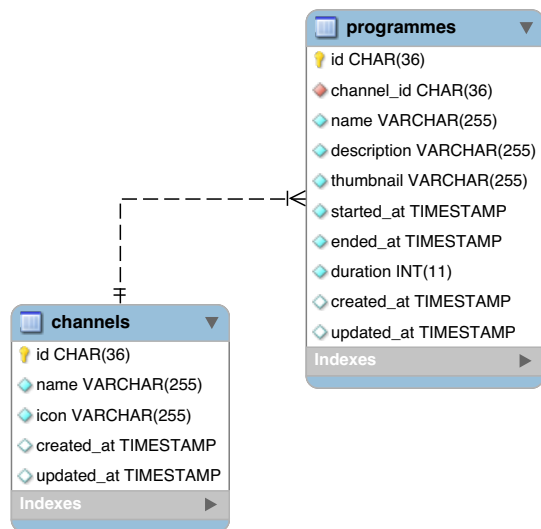 programmes
id CHAR(36)
channel_id CHAR(36)
name VARCHAR(255)
description VARCHAR(255)
thumbnail VARCHAR(255)
started_at TIMESTAMP
ended_at TIMESTAMP
duration INT(11)
created_at TIMESTAMP
updated_at TIMESTAMP
Indexes
channels
id CHAR(36)
name VARCHAR(255)
icon VARCHAR(255)
created_at TIMESTAMP
updated_at TIMESTAMP
Indexes